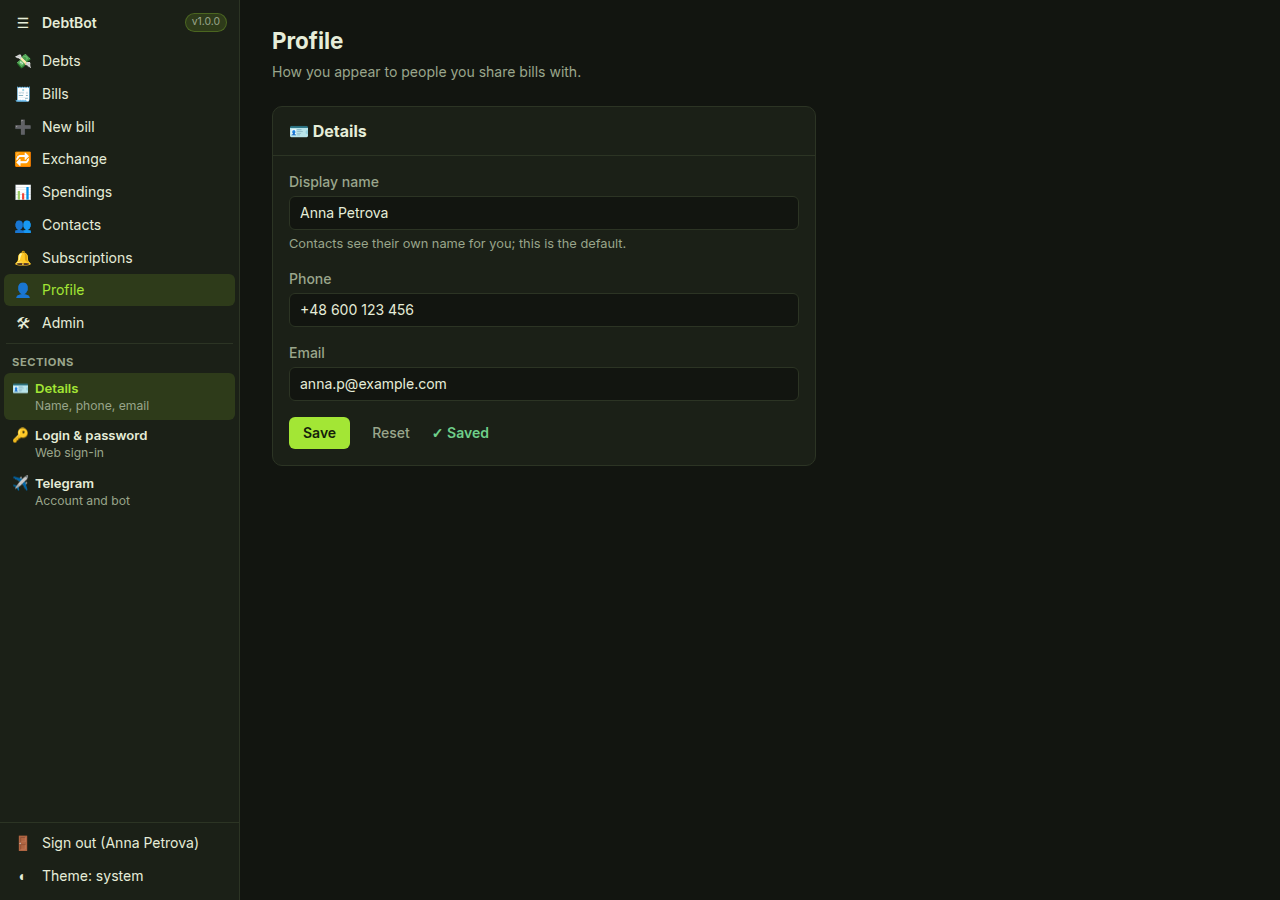 ☰ DebtBot v1.0.0
💸 Debts
🧾 Bills
➕ New bill
🔁 Exchange
📊 Spendings
👥 Contacts
🔔 Subscriptions
👤 Profile
🛠 Admin
SECTIONS
🪪 Details
Name, phone, email
🔑 Login & password
Web sign-in
✈️ Telegram
Account and bot
🚪 Sign out (Anna Petrova)
Theme: system
Profile
How you appear to people you share bills with.
🪪 Details
Display name
Anna Petrova
Contacts see their own name for you; this is the default.
Phone
+48 600 123 456
Email
anna.p@example.com
Save Reset ✓ Saved